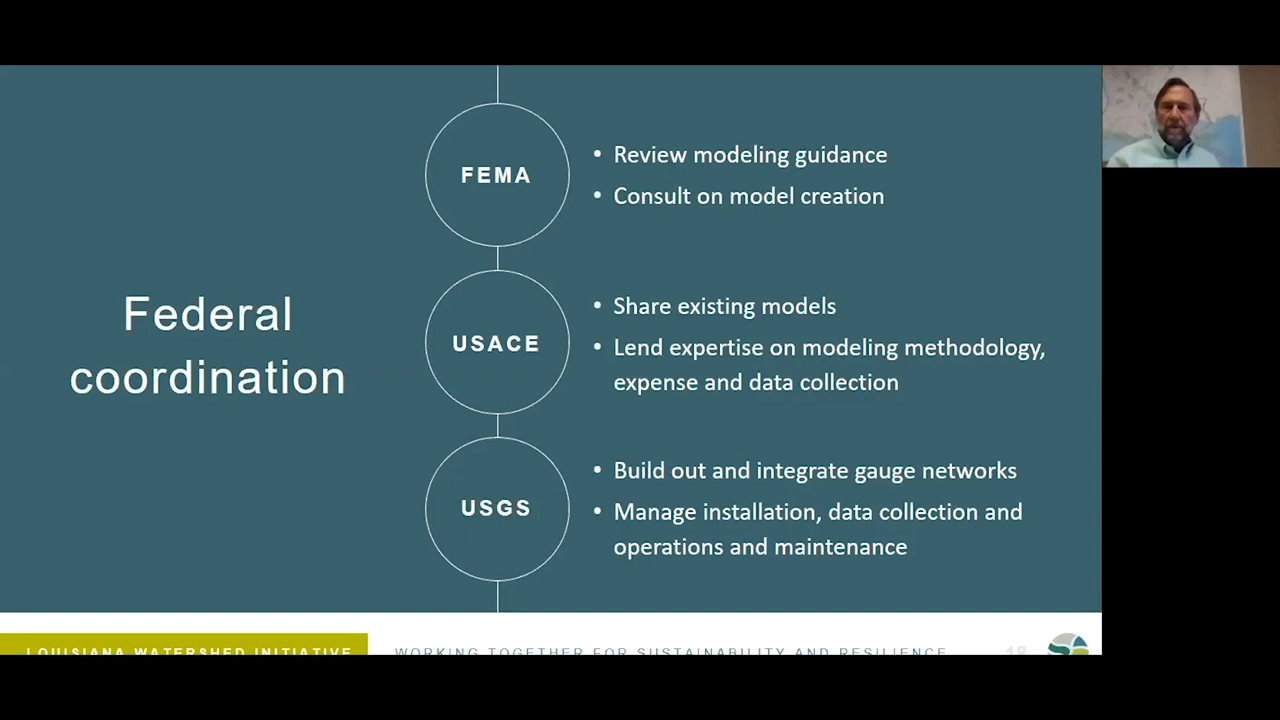 Federal
coordination
FEMA
• Review modeling guidance
• Consult on model creation
USACE
• Share existing models
• Lend expertise on modeling methodology,
expense and data collection
USGS
• Build out and integrate gauge networks
• Manage installation, data collection and
operations and maintenance
LOUISIANA WATERSHED INITIATIVE
WORKING TOGETHER FOR SUSTAINABILITY AND RESILIENCE
18